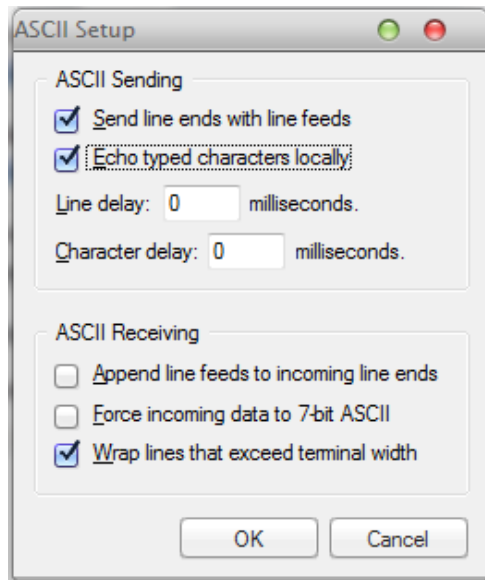 ASCII Setup
ASCII Sending
Send line ends with line feeds
Echo typed characters locally
Line delay: 0 milliseconds.
Character delay: 0 milliseconds.
ASCII Receiving
Append line feeds to incoming line ends
Force incoming data to 7-bit ASCII
Wrap lines that exceed terminal width
OK Cancel